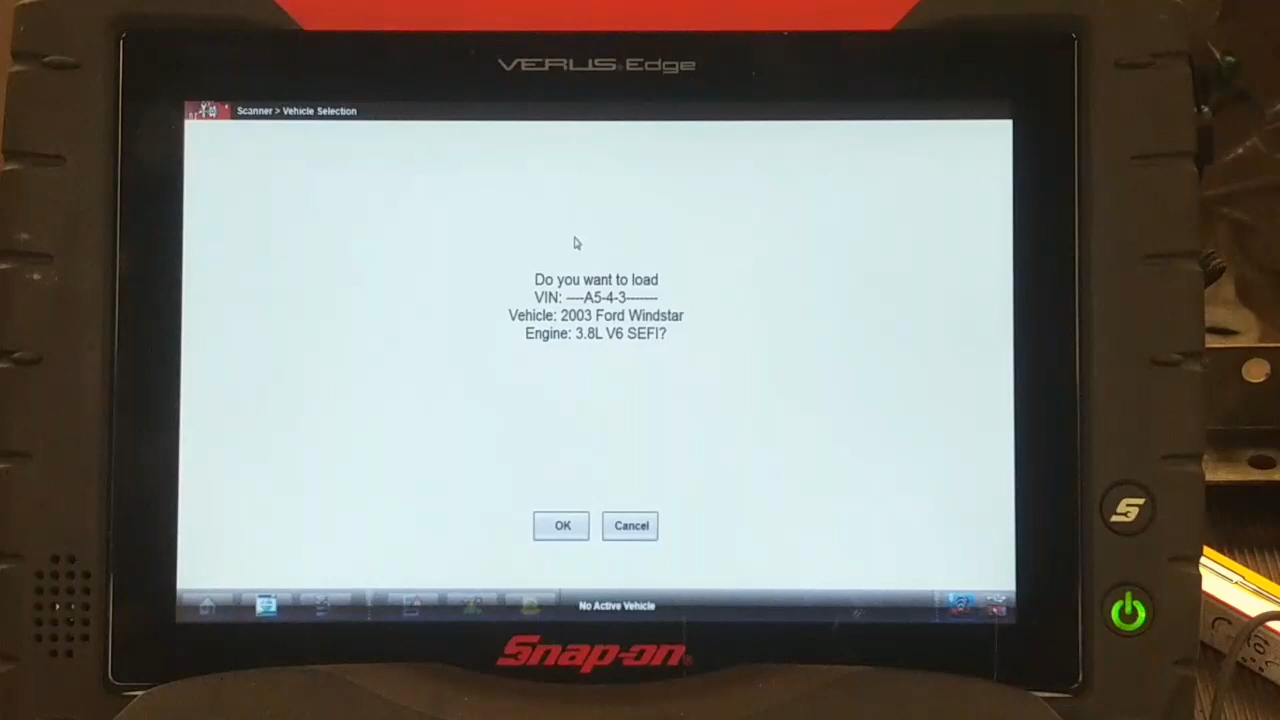 VERUS Edge
Scanner > Vehicle Selection
Do you want to load
VIN: ----A5-4-3-------
Vehicle: 2003 Ford Windstar
Engine: 3.8L V6 SEFI?
OK
Cancel
No Active Vehicle
S
Snap-on®